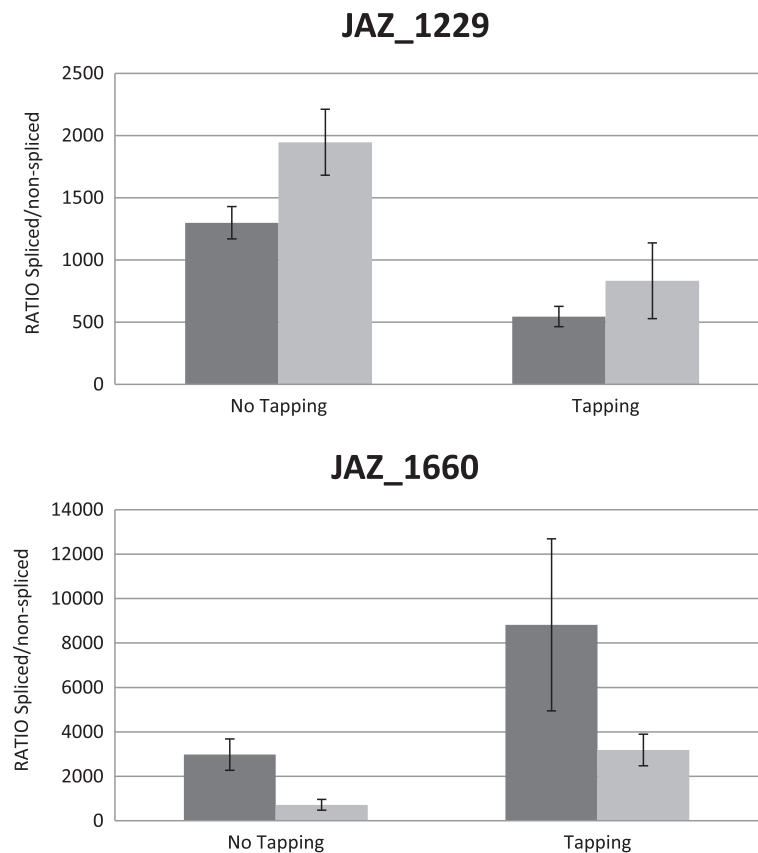 JAZ_1229
RATIO Spliced/non-spliced
2500
2000
1500
1000
500
0
No Tapping
Tapping
JAZ_1660
RATIO Spliced/non-spliced
14000
12000
10000
8000
6000
4000
2000
0
No Tapping
Tapping